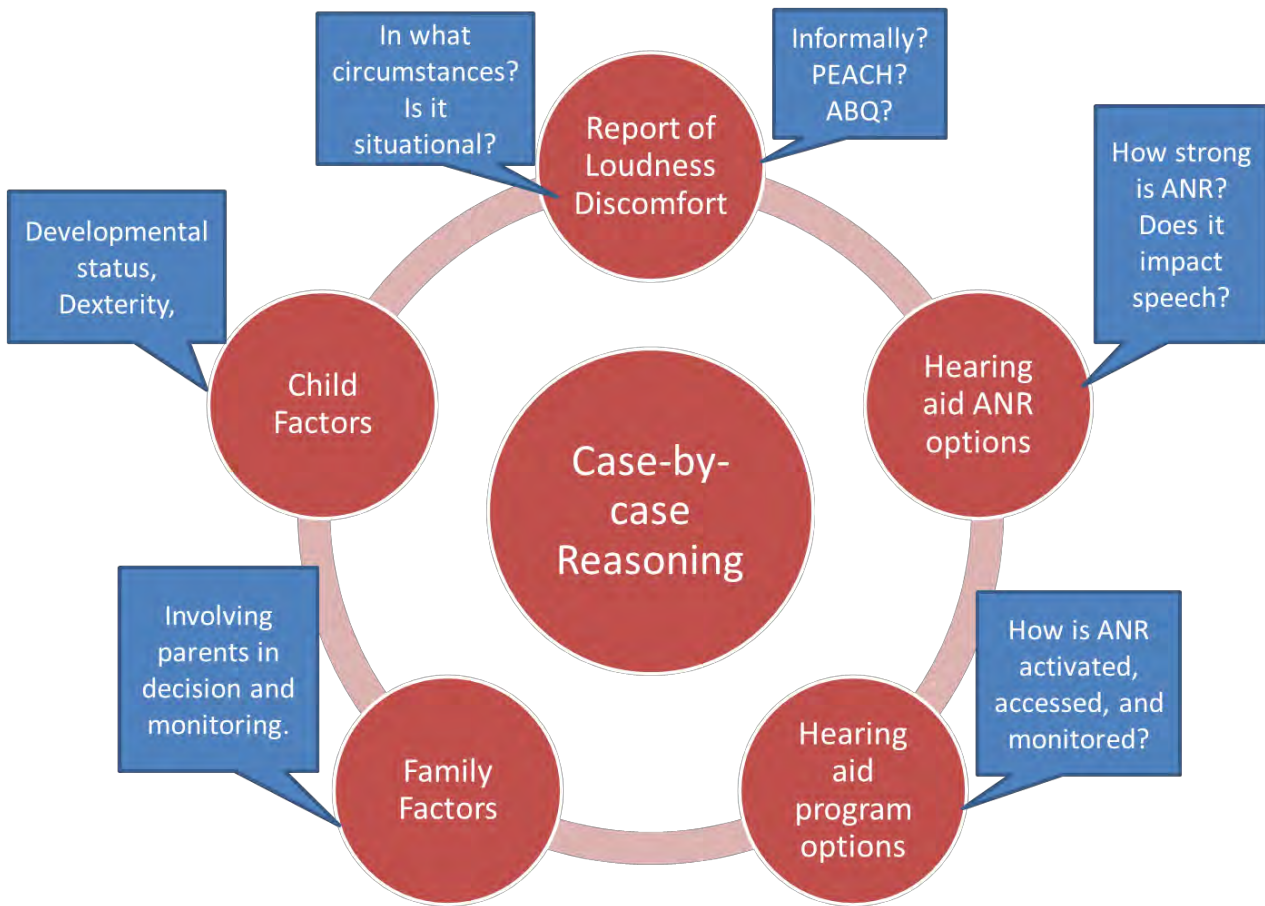 In what
circumstances?
Is it
situational?
Informally?
PEACH?
ABQ?
Report of
Loudness
Discomfort
How strong
is ANR?
Does it
impact
speech?
Developmental
status,
Dexterity,
Child
Factors
Hearing
aid ANR
options
Case-by-
case
Reasoning
Involving
parents in
decision and
monitoring.
How is ANR
activated,
accessed, and
monitored?
Family
Factors
Hearing
aid
program
options